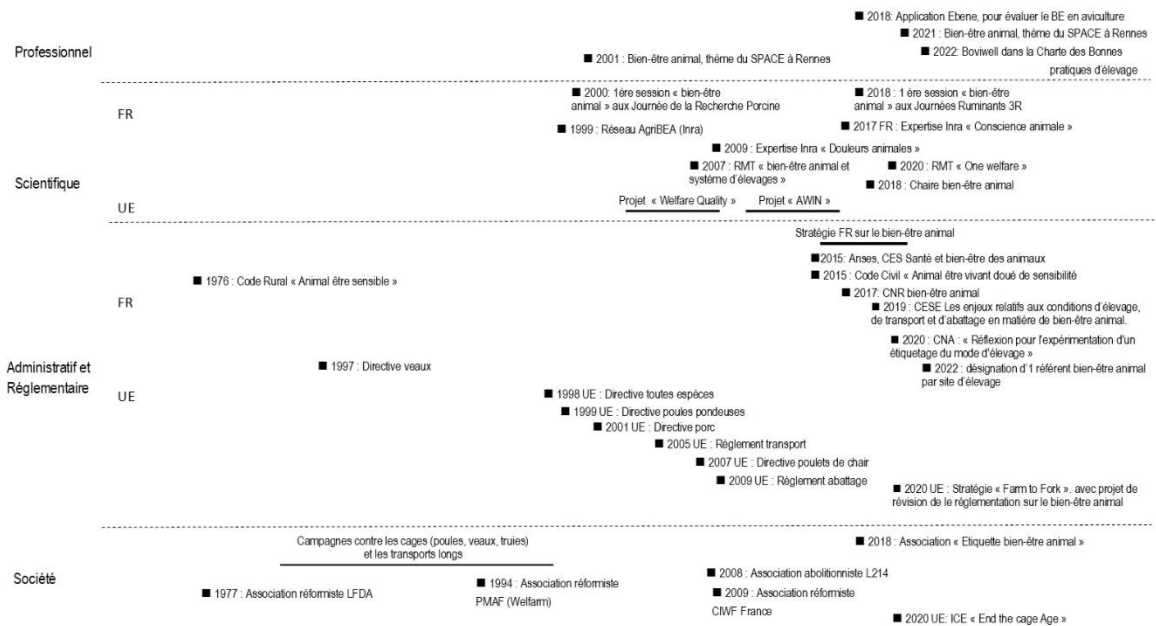 Professionnel
■ 2018: Application Ebene, pour évaluer le BE en aviculture
■ 2021 : Bien-être animal, thème du SPACE à Rennes
■ 2001 : Bien-être animal, thème du SPACE à Rennes
■ 2022: Boviwell dans la Charte des Bonnes
pratiques d'élevage
Scientifique
FR
■ 2000: 1ère session « bien-être
animal » aux Journée de la Recherche Porcine
■ 2018 : 1 ère session « bien-être
animal » aux Journées Ruminants 3R
■ 1999 : Réseau AgriBEA (Inra)
■ 2017 FR : Expertise Inra « Conscience animale »
■ 2009 : Expertise Inra « Douleurs animales »
■ 2007 : RMT « bien-être animal et
système d'élevages »
■ 2020 : RMT « One welfare »
■ 2018 : Chaire bien-être animal
UE
Projet « Welfare Quality »
Projet « AWIN »
Administratif et
Réglementaire
FR
Stratégie FR sur le bien-être animal
■ 2015: Anses, CES Santé et bien-être des animaux
■ 1976 : Code Rural « Animal être sensible »
■ 2015 : Code Civil « Animal être vivant doué de sensibilité
■ 2017: CNR bien-être animal
■ 2019 : CESE Les enjeux relatifs aux conditions d'élevage,
de transport et d'abattage en matière de bien-être animal.
■ 2020 : CNA : « Réflexion pour l'expérimentation d'un
étiquetage du mode d'élevage »
■ 2022 : désignation d'1 référent bien-être animal
par site d'élevage
UE
■ 1997 : Directive veaux
■ 1998 UE : Directive toutes espèces
■ 1999 UE : Directive poules pondeuses
■ 2001 UE : Directive porc
■ 2005 UE : Règlement transport
■ 2007 UE : Directive poulets de chair
■ 2009 UE : Règlement abattage
■ 2020 UE : Stratégie « Farm to Fork ». avec projet de
révision de la réglementation sur le bien-être animal
Société
Campagnes contre les cages (poules, veaux, truies)
et les transports longs
■ 2018 : Association « Etiquette bien-être animal »
■ 1977 : Association réformiste LFDA
■ 1994 : Association réformiste
PMAF (Welfarm)
■ 2008 : Association abolitionniste L214
■ 2009 : Association réformiste
CIWF France
■ 2020 UE: ICE « End the cage Age »